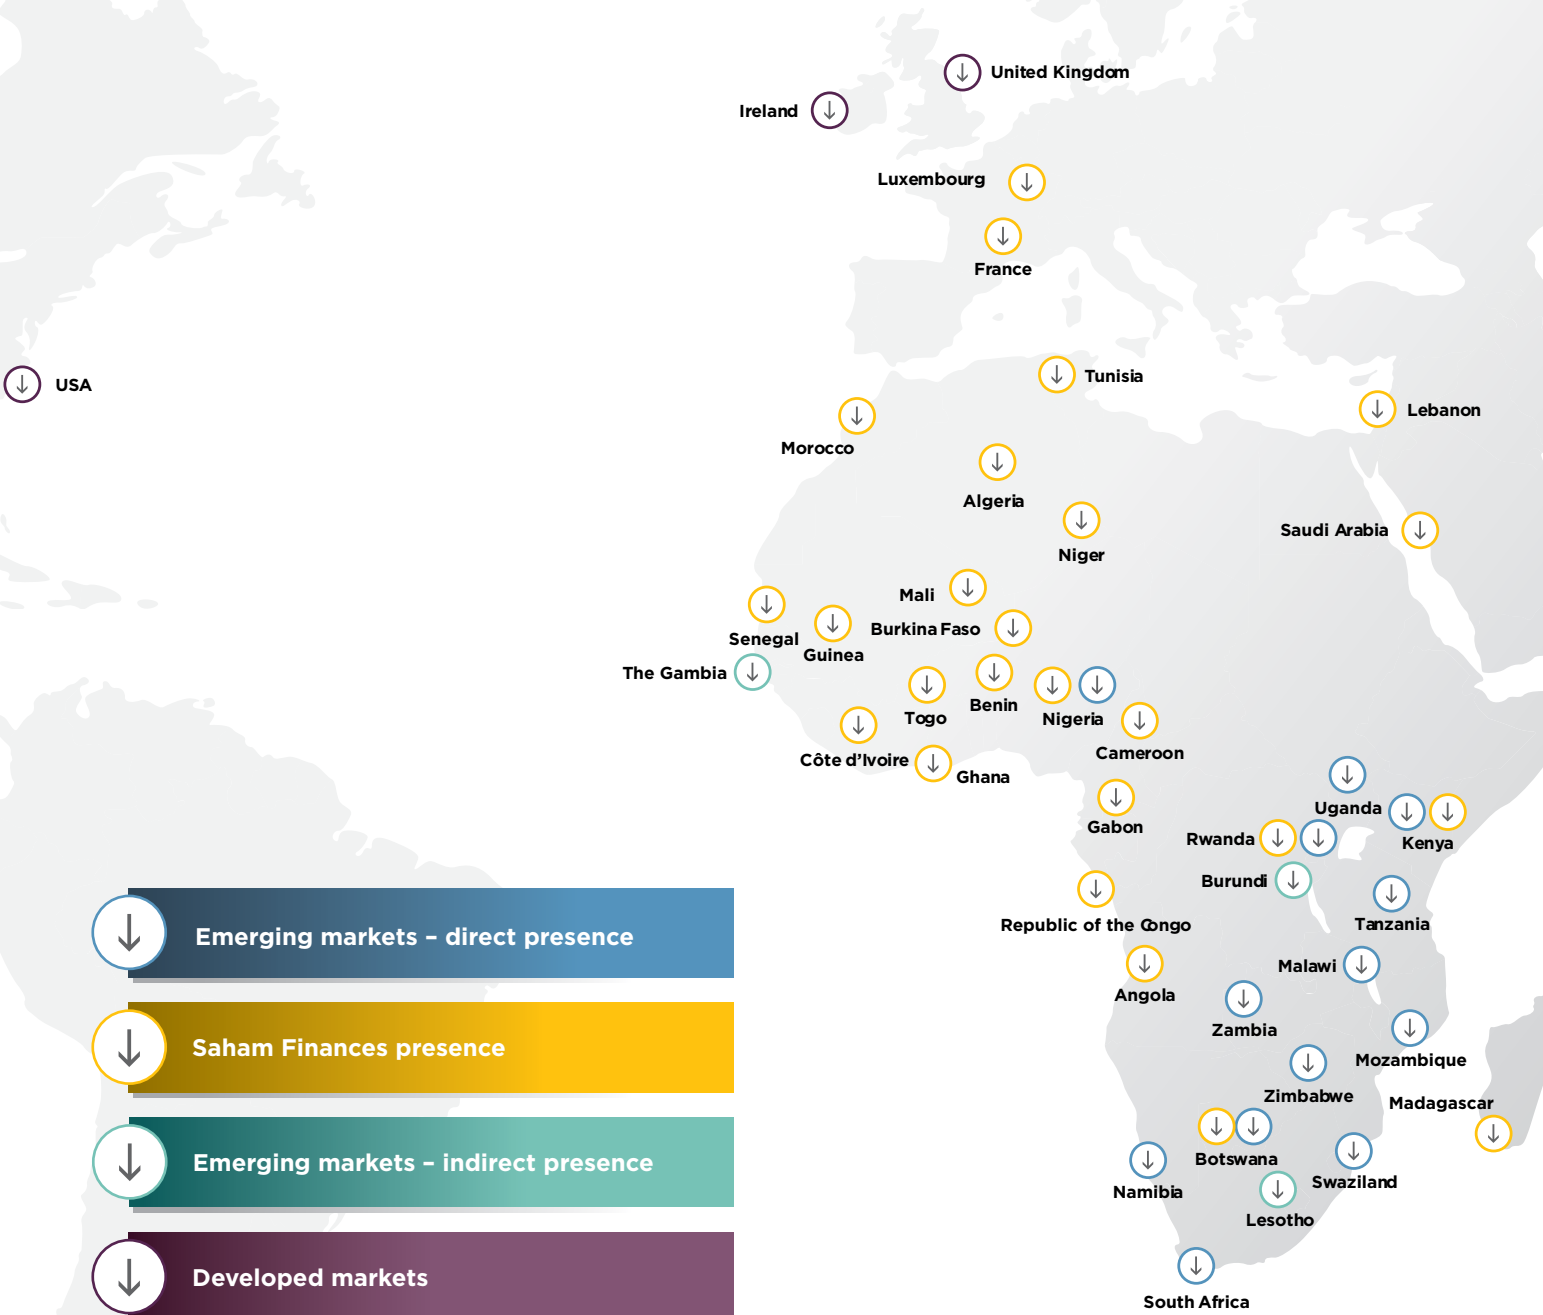 United Kingdom
Ireland
Luxembourg
France
Tunisia
USA
Lebanon
Morocco
Algeria
Saudi Arabia
Niger
Mali
Burkina Faso
Senegal
Guinea
The Gambia
Benin
Togo
Nigeria
Cameroon
Côte d'Ivoire
Ghana
Uganda
Gabon
Rwanda
Kenya
Burundi
Republic of the Congo
Tanzania
Malawi
Angola
Zambia
Mozambique
Zimbabwe
Madagascar
Botswana
Swaziland
Namibia
Lesotho
South Africa
Emerging markets – direct presence
Saham Finances presence
Emerging markets – indirect presence
Developed markets